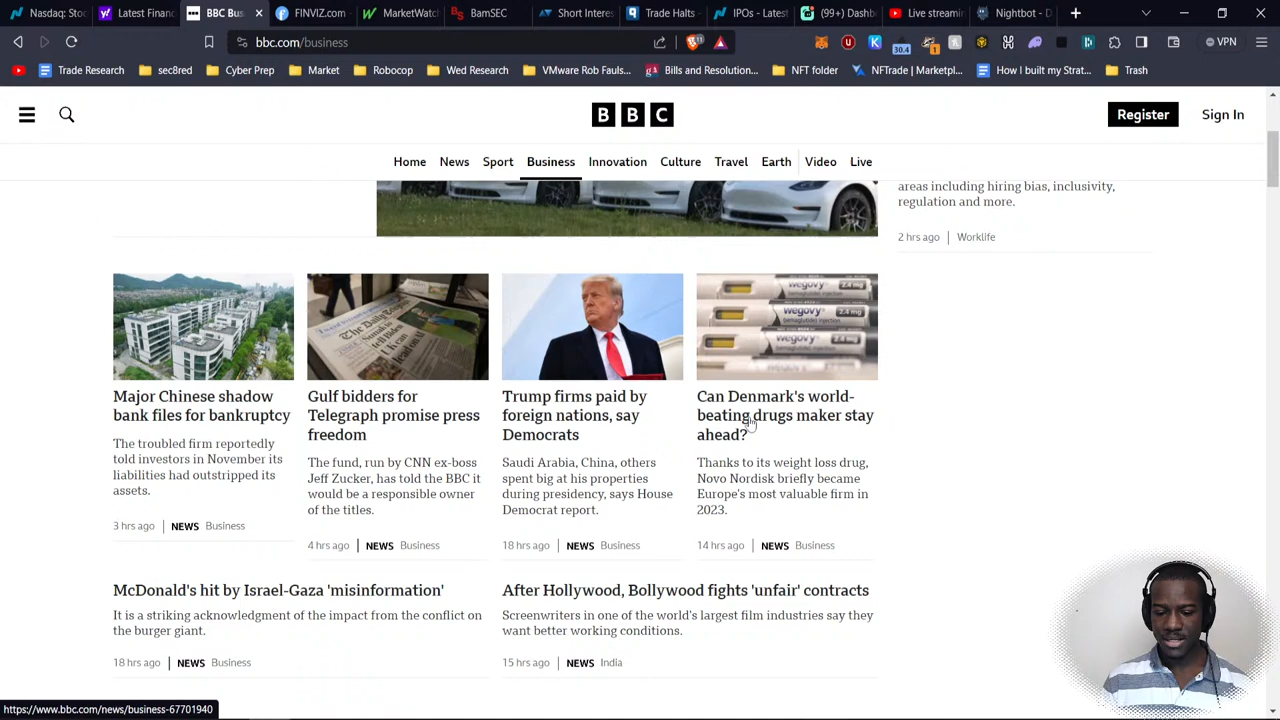 Nasdaq: Stoc
Latest Financ
BBC Bus
FINVIZ.com
MarketWatc
BamSEC
Short Interes
Trade Halts -
IPOs - Latest
(99+) Dashb
Live streamin
Nightbot - D
bbc.com/business
11
30.4
1
VPN
Trade Research
sec8red
Cyber Prep
Market
Robocop
Wed Research
VMware Rob Fauls...
Bills and Resolution...
NFT folder
NFTrade | Marketpl...
How I built my Strat...
Trash
BBC
Register
Sign In
Home
News
Sport
Business
Innovation
Culture
Travel
Earth
Video
Live
areas including hiring bias, inclusivity,
regulation and more.
2 hrs ago
Worklife
wegovy
2.4 mg
wegovy
2.4 mg
Major Chinese shadow
bank files for bankruptcy
The troubled firm reportedly
told investors in November its
liabilities had outstripped its
assets.
3 hrs ago
NEWS Business
Gulf bidders for
Telegraph promise press
freedom
The fund, run by CNN ex-boss
Jeff Zucker, has told the BBC it
would be a responsible owner
of the titles.
4 hrs ago
NEWS Business
Trump firms paid by
foreign nations, say
Democrats
Saudi Arabia, China, others
spent big at his properties
during presidency, says House
Democrat report.
18 hrs ago
NEWS Business
Can Denmark's world-
beating drugs maker stay
ahead?
Thanks to its weight loss drug,
Novo Nordisk briefly became
Europe's most valuable firm in
2023.
14 hrs ago
NEWS Business
McDonald's hit by Israel-Gaza 'misinformation'
It is a striking acknowledgment of the impact from the conflict on
the burger giant.
18 hrs ago
NEWS Business
After Hollywood, Bollywood fights 'unfair' contracts
Screenwriters in one of the world's largest film industries say they
want better working conditions.
15 hrs ago
NEWS India
https://www.bbc.com/news/business-67701940